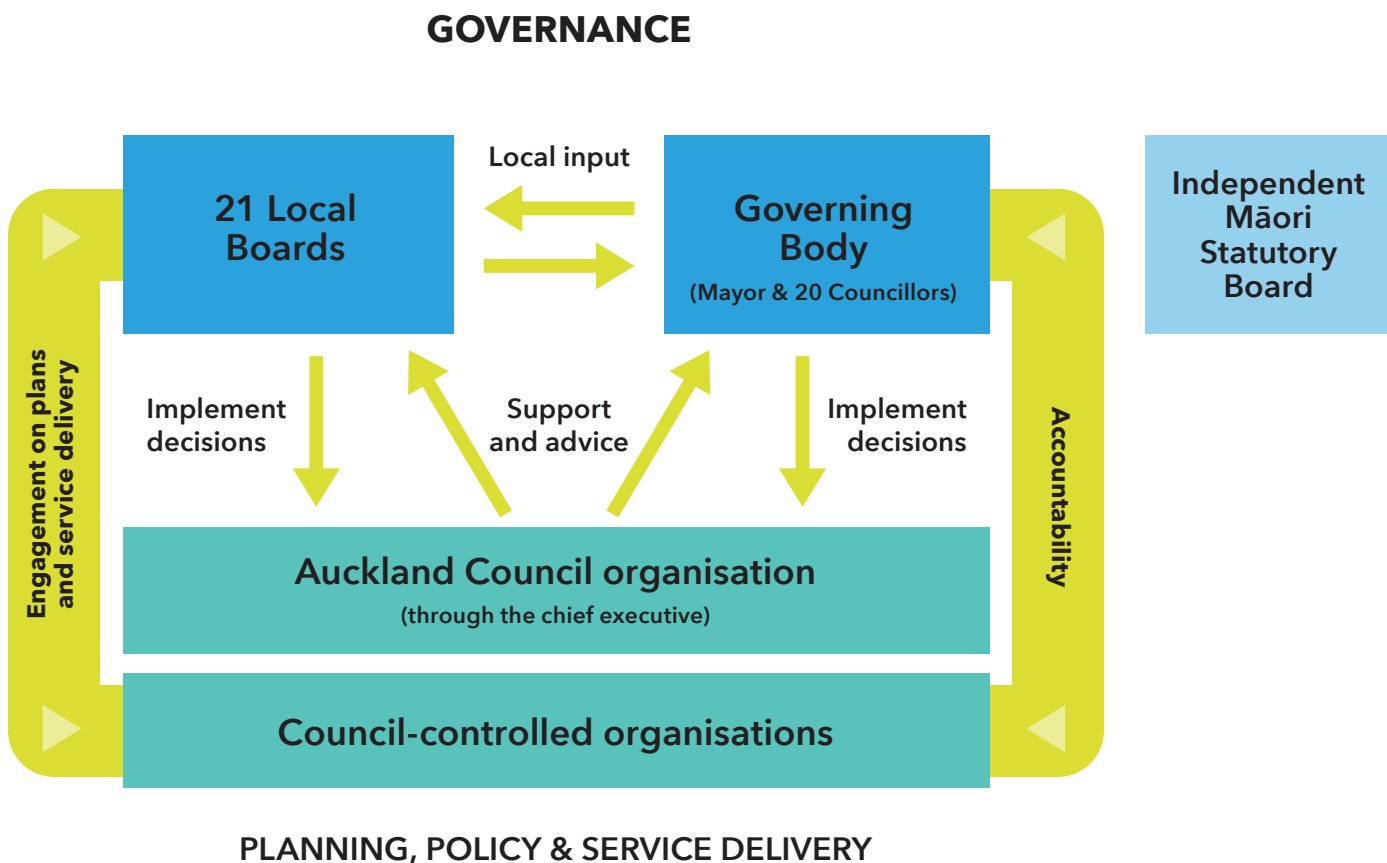 GOVERNANCE
21 Local
Boards
Local input
Governing
Body
(Mayor & 20 Councillors)
Independent
Māori
Statutory
Board
Engagement on plans
and service delivery
Implement
decisions
Support
and advice
Implement
decisions
Accountability
Auckland Council organisation
(through the chief executive)
Council-controlled organisations
PLANNING, POLICY & SERVICE DELIVERY